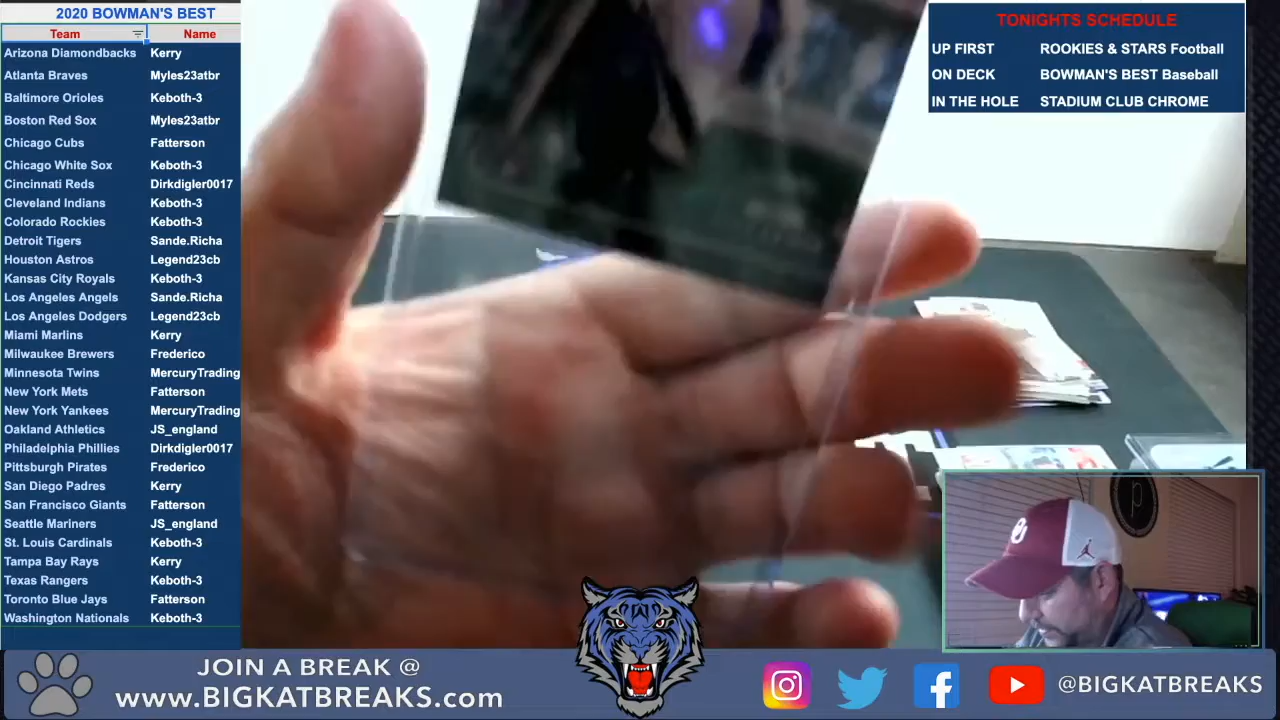 2020 BOWMAN'S BEST
Team Name
Arizona Diamondbacks Kerry
Atlanta Braves Myles23atbr
Baltimore Orioles Keboth-3
Boston Red Sox Myles23atbr
Chicago Cubs Fatterson
Chicago White Sox Keboth-3
Cincinnati Reds Dirkdigler0017
Cleveland Indians Keboth-3
Colorado Rockies Keboth-3
Detroit Tigers Sande.Richa
Houston Astros Legend23cb
Kansas City Royals Keboth-3
Los Angeles Angels Sande.Richa
Los Angeles Dodgers Legend23cb
Miami Marlins Kerry
Milwaukee Brewers Frederico
Minnesota Twins MercuryTrading
New York Mets Fatterson
New York Yankees MercuryTrading
Oakland Athletics JS_england
Philadelphia Phillies Dirkdigler0017
Pittsburgh Pirates Frederico
San Diego Padres Kerry
San Francisco Giants Fatterson
Seattle Mariners JS_england
St. Louis Cardinals Keboth-3
Tampa Bay Rays Kerry
Texas Rangers Keboth-3
Toronto Blue Jays Fatterson
Washington Nationals Keboth-3
TONIGHTS SCHEDULE
UP FIRST ROOKIES & STARS Football
ON DECK BOWMAN'S BEST Baseball
IN THE HOLE STADIUM CLUB CHROME
OU
JOIN A BREAK @
www.BIGKATBREAKS.com
@BIGKATBREAKS